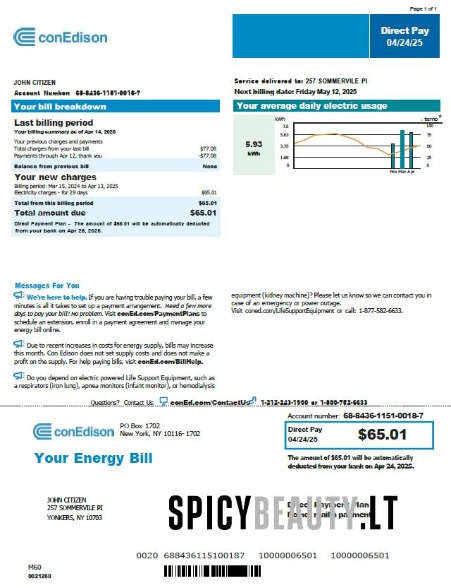 Page 1 of 1
conEdison
Direct Pay
04/24/25
JOHN CITIZEN
Account Number: 68-8436-1151-0018-7
Service delivered to: 257 SOMMERVILE Pl
Next billing date: Friday May 12, 2025
Your bill breakdown
Your average daily electric usage
Last billing period
Your billing summary as of Apr 14, 2025
Your previous charges and payments
Total charges from your last bill $77.03
Payments through Apr 12, thank you -$77.03
Balance from previous bill None
Your new charges
Billing period: Mar 15, 2024 to Apr 13, 2025
Electricity charges - for 29 days $65.01
Total from this billing period $65.01
Total amount due $65.01
Direct Payment Plan - The amount of $65.01 will be automatically deducted
from your bank on Apr 26, 2025.
5.93
kWh
kWh
temp°
7.2
5.63
3.75
1.88
0
100
75
50
25
0
Feb Mar Apr
Messages For You
We're here to help. If you are having trouble paying your bill, a few
minutes is all it takes to set up a payment arrangement. Need a few more
days to pay your bill? No problem. Visit conEd.com/PaymentPlans to
schedule an extension, enroll in a payment agreement and manage your
energy bill online.
Due to recent increases in costs for energy supply, bills may increase
this month. Con Edison does not set supply costs and does not make a
profit on the supply. For help paying bills, visit conEd.com/BillHelp.
Do you depend on electric powered Life Support Equipment, such as
a respirators (iron lung), apnea monitors (infant monitor), or hemodialysis
equipment (kidney machine)? Please let us know so we can contact you in
case of an emergency or power outage.
Visit coned.com/LifeSupportEquipment or call: 1-877-582-6633.
Questions? Contact Us: conEd.com/ContactUs 1-212-243-1900 or 1-800-752-6633
conEdison
PO Box 1702
New York, NY 10116- 1702
Account number: 68-8436-1151-0018-7
Direct Pay
04/24/25
$65.01
Your Energy Bill
The amount of $65.01 will be automatically
deducted from your bank on Apr 24, 2025.
JOHN CITIZEN
257 SOMMERVILE Pl
YONKERS, NY 10703
SPICYBEAUTY.LT
0020 688436115100187 10000006501 10000006501
M60
0021260